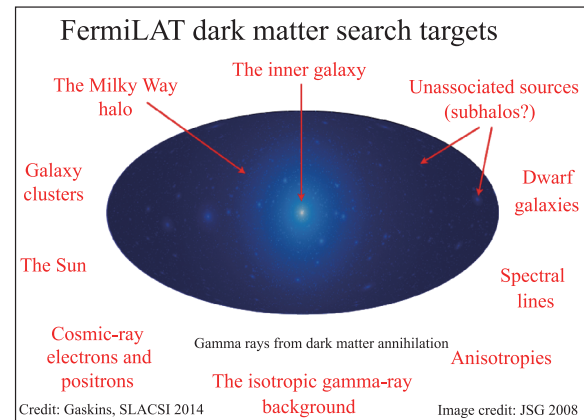 FermiLAT dark matter search targets
The inner galaxy
The Milky Way
halo
Unassociated sources
(subhalos?)
Galaxy
clusters
Dwarf
galaxies
The Sun
Spectral
lines
Cosmic-ray
electrons and
positrons
Gamma rays from dark matter annihilation
Anisotropies
The isotropic gamma-ray
background
Credit: Gaskins, SLACSI 2014
Image credit: JSG 2008